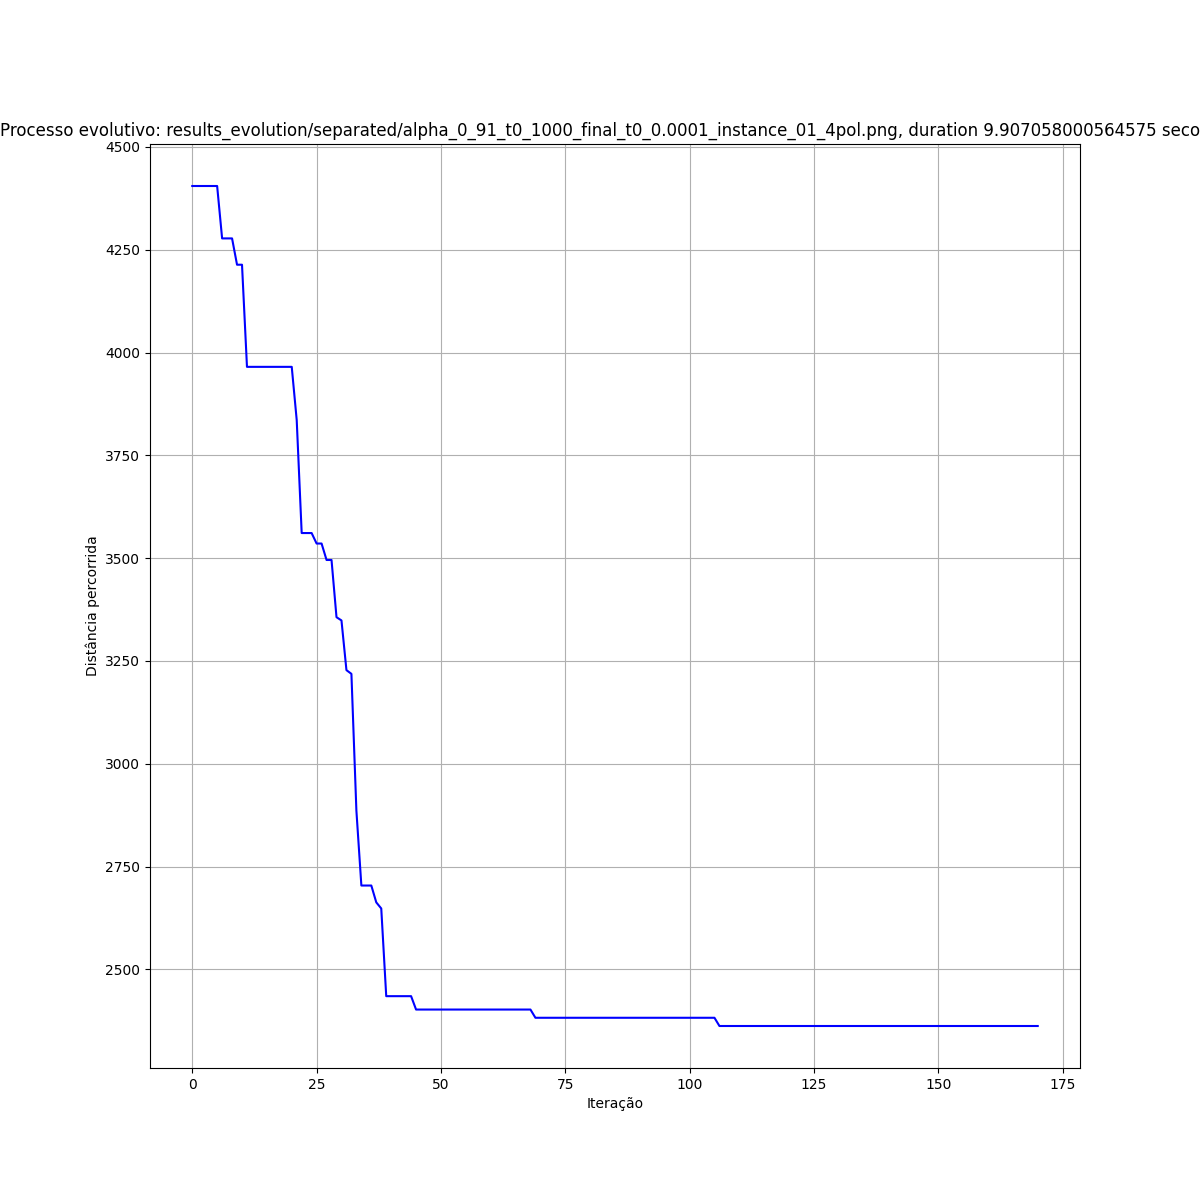 Processo evolutivo: results_evolution/separated/alpha_0_91_t0_1000_final_t0_0.0001_instance_01_4pol.png, duration 9.907058000564575 seco
4500
4250
4000
3750
3500
3250
3000
2750
2500
Distância percorrida
0 25 50 75 100 125 150 175
Iteração